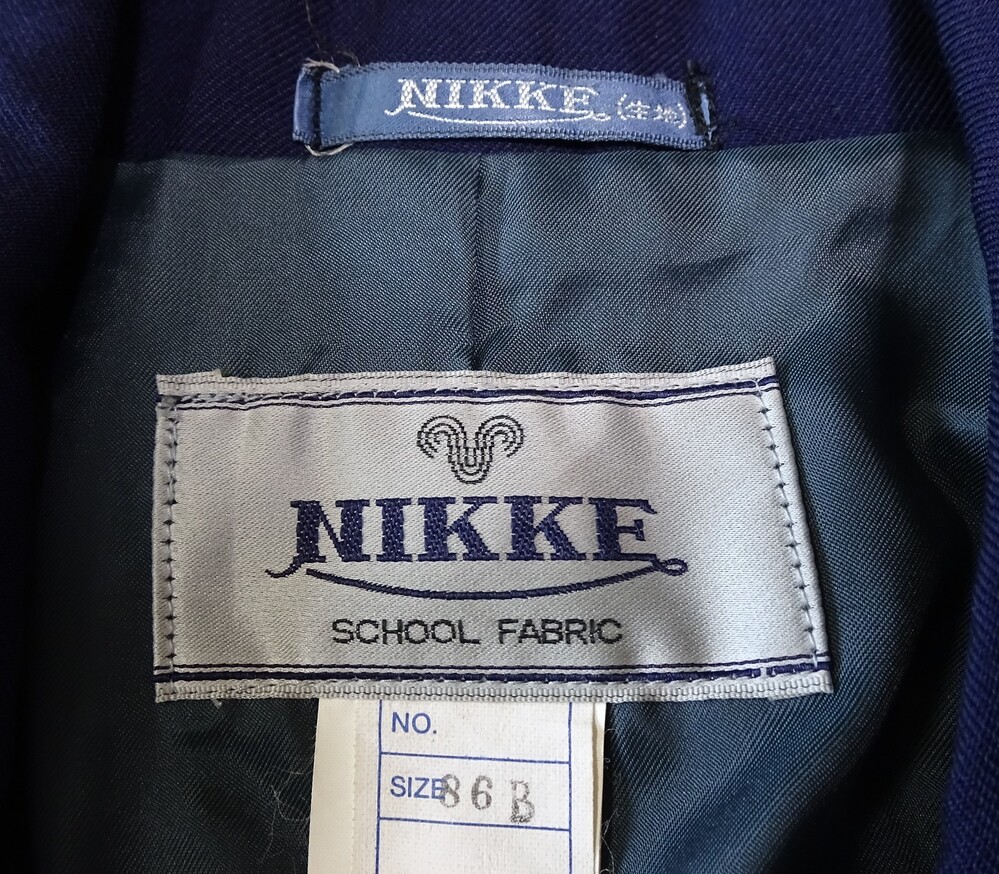 NIKKE (生地)
NIKKE
SCHOOL FABRIC
NO.
SIZE 86 B